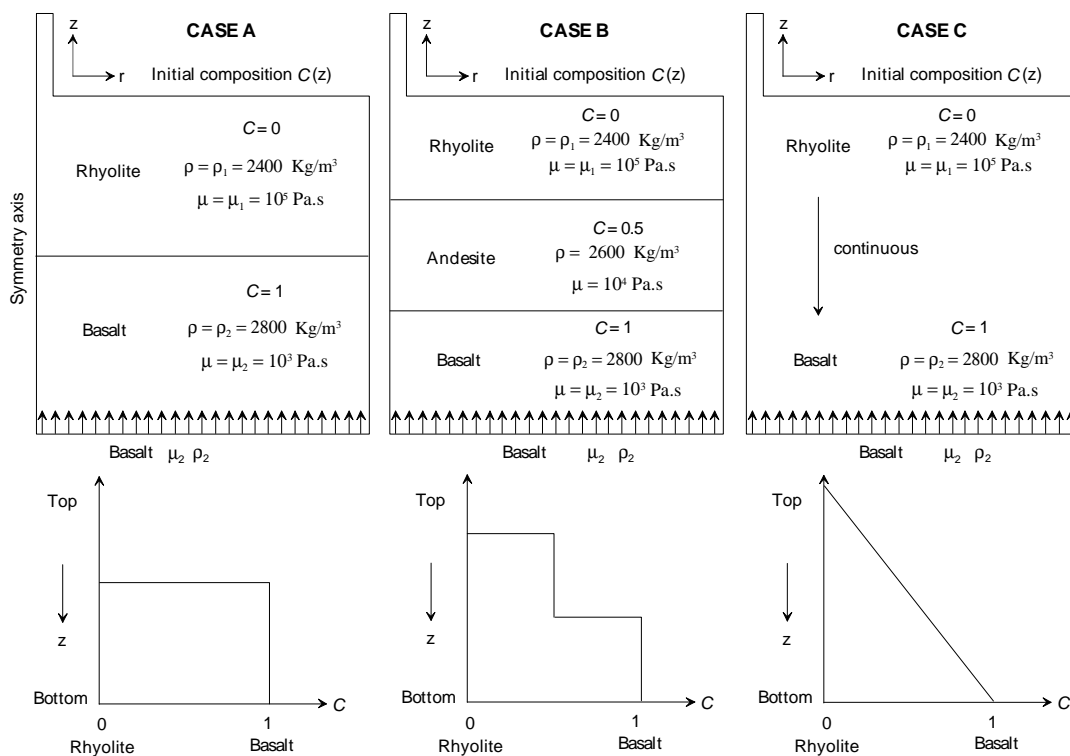 CASE A
z
r
Initial composition C(z)
C = 0
Rhyolite
ρ = ρ₁ = 2400 Kg/m³
μ = μ₁ = 10⁵ Pa.s
Symmetry axis
C = 1
Basalt
ρ = ρ₂ = 2800 Kg/m³
μ = μ₂ = 10³ Pa.s
Basalt μ₂ ρ₂
CASE B
z
r
Initial composition C(z)
C = 0
Rhyolite
ρ = ρ₁ = 2400 Kg/m³
μ = μ₁ = 10⁵ Pa.s
C = 0.5
Andesite
ρ = 2600 Kg/m³
μ = 10⁴ Pa.s
C = 1
Basalt
ρ = ρ₂ = 2800 Kg/m³
μ = μ₂ = 10³ Pa.s
Basalt μ₂ ρ₂
CASE C
z
r
Initial composition C(z)
C = 0
Rhyolite
ρ = ρ₁ = 2400 Kg/m³
μ = μ₁ = 10⁵ Pa.s
continuous
C = 1
Basalt
ρ = ρ₂ = 2800 Kg/m³
μ = μ₂ = 10³ Pa.s
Basalt μ₂ ρ₂
Top
z
Bottom
0
1
C
Rhyolite
Basalt
Top
z
Bottom
0
1
C
Rhyolite
Basalt
Top
z
Bottom
0
1
C
Rhyolite
Basalt